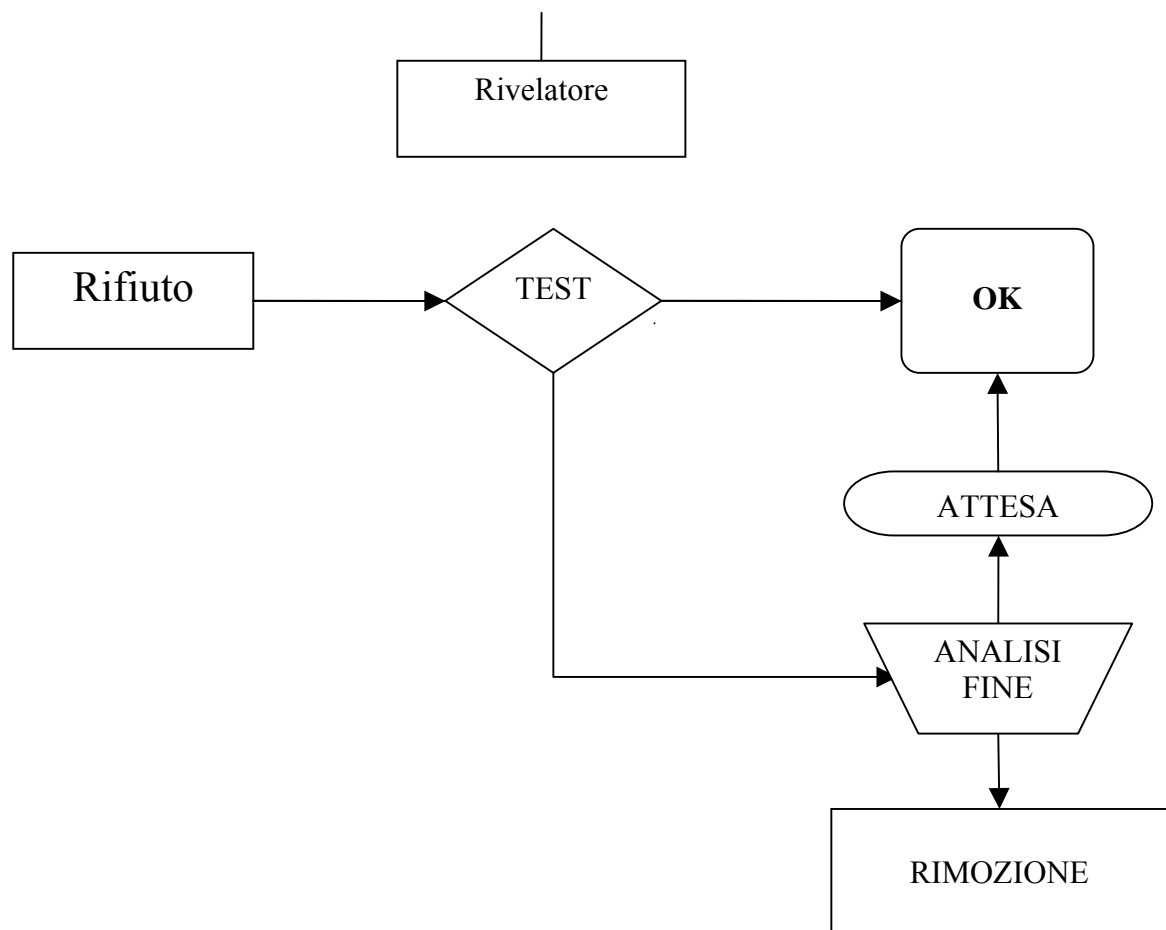 Rivelatore
Rifiuto
TEST
OK
ATTESA
ANALISI
FINE
RIMOZIONE